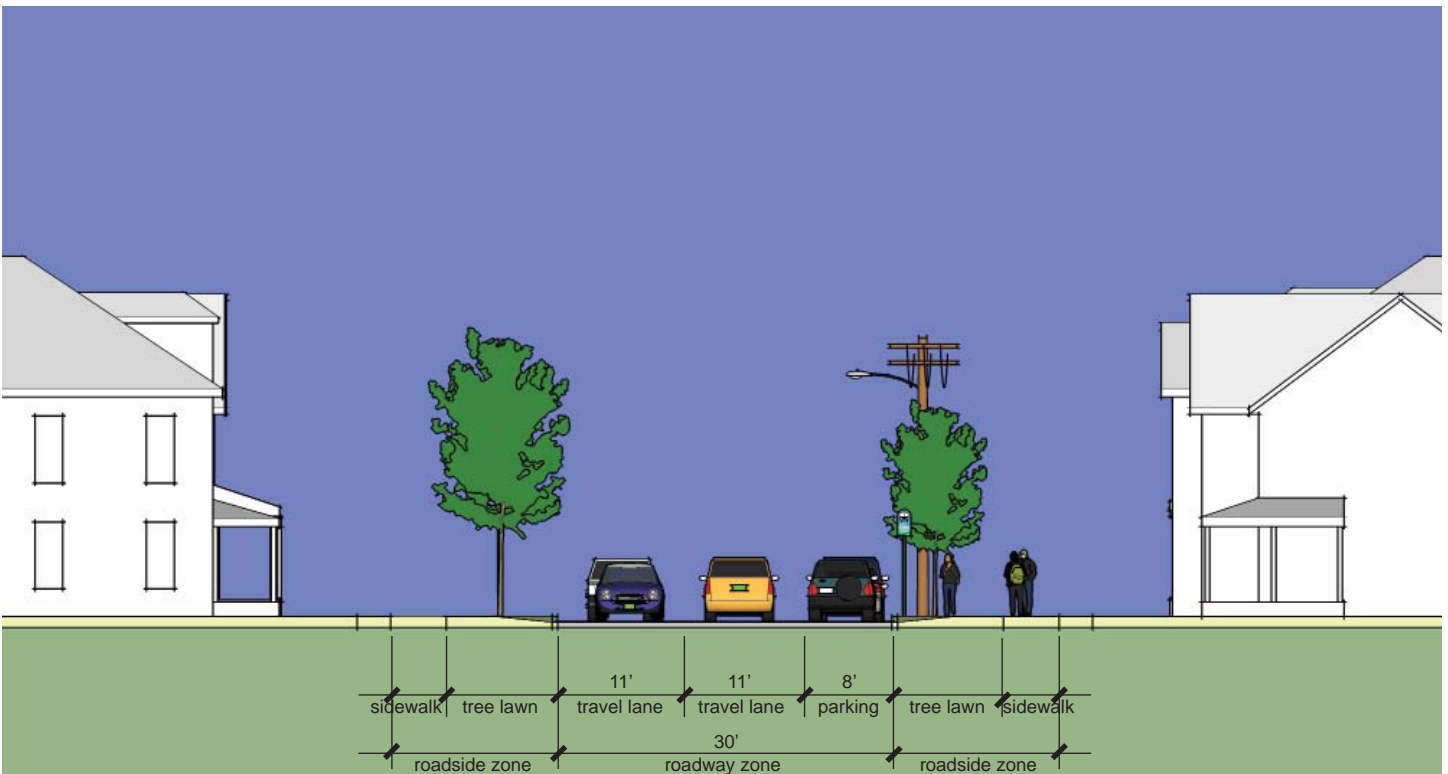 11’ 11’ 8’
sidewalk tree lawn travel lane travel lane parking tree lawn sidewalk
30’
roadside zone roadway zone roadside zone